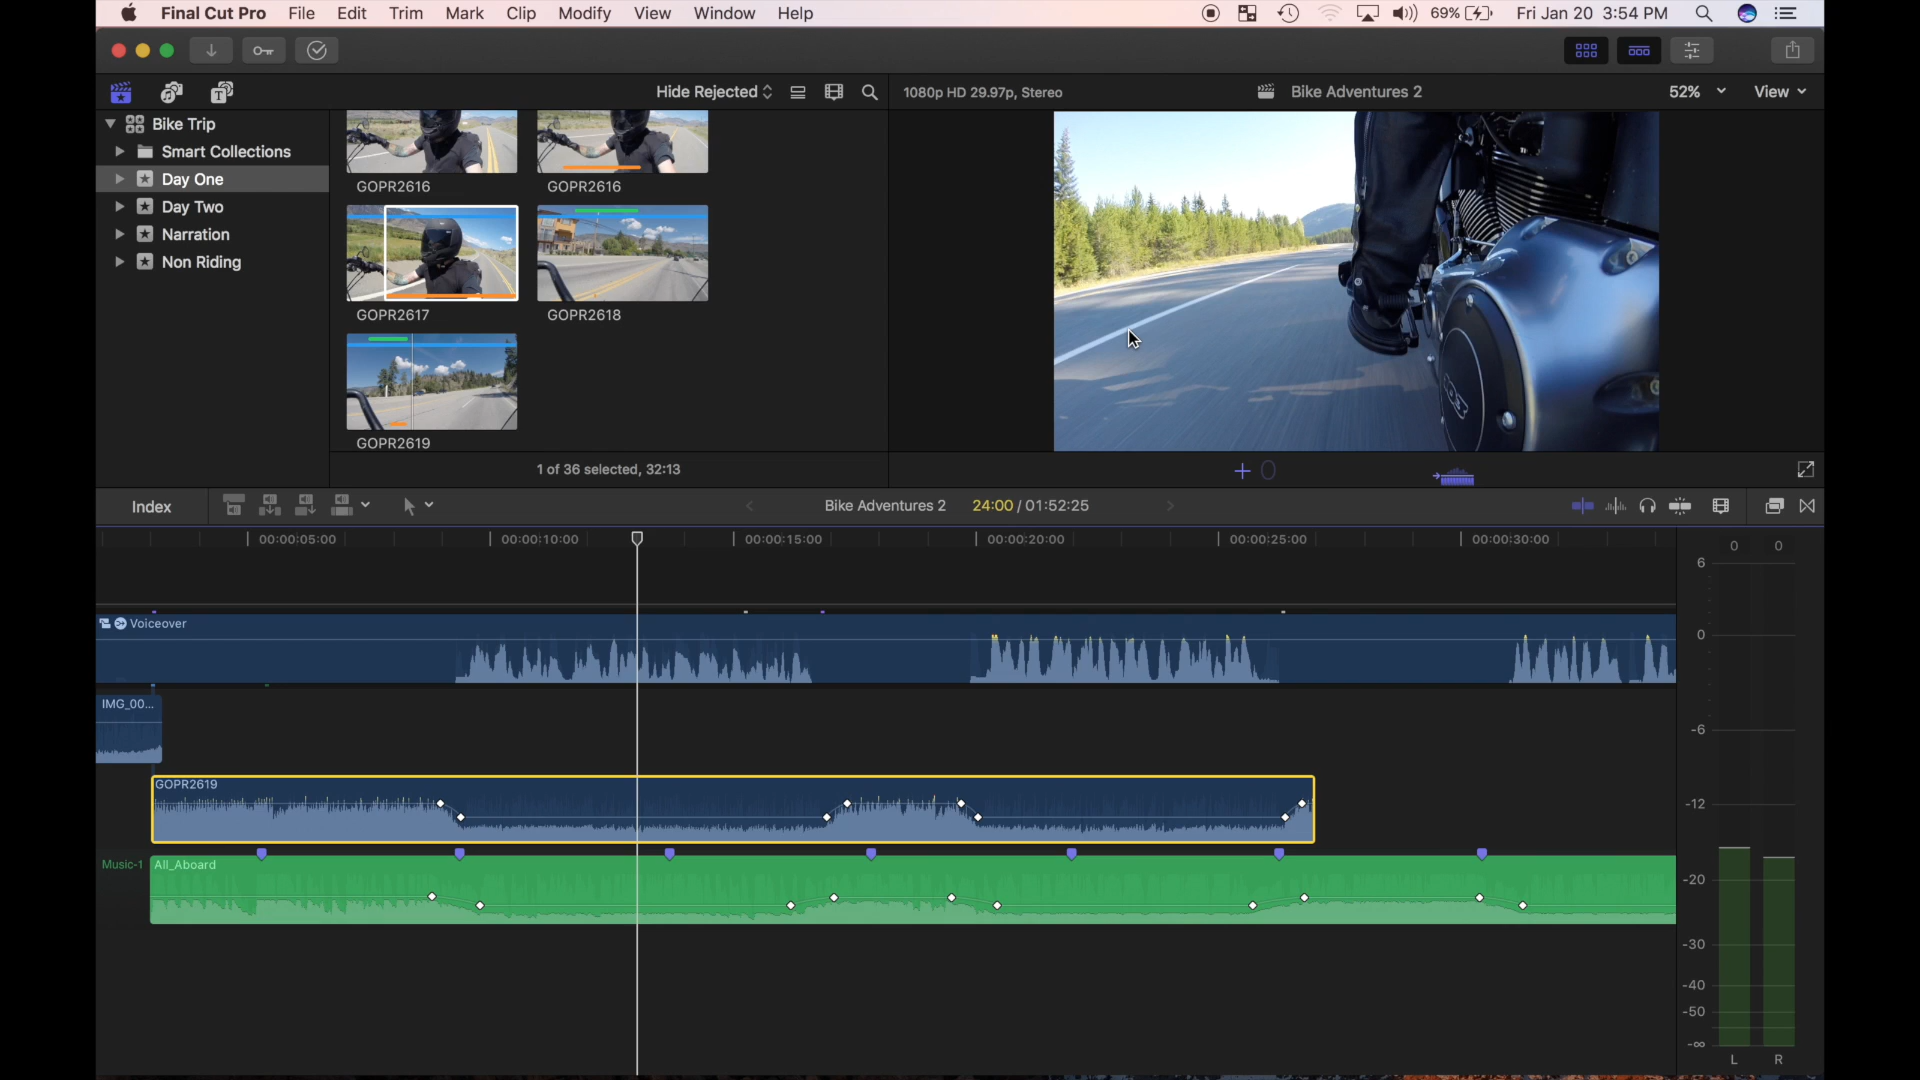 Final Cut Pro File Edit Trim Mark Clip Modify View Window Help 69% Fri Jan 20 3:54 PM
Hide Rejected 1080p HD 29.97p, Stereo Bike Adventures 2 52% View
Bike Trip
Smart Collections
Day One
Day Two
Narration
Non Riding
GOPR2616 GOPR2616
GOPR2617 GOPR2618
GOPR2619
1 of 36 selected, 32:13
Index Bike Adventures 2 24:00 / 01:52:25
00:00:05:00 00:00:10:00 00:00:15:00 00:00:20:00 00:00:25:00 00:00:30:00
Voiceover
IMG_00...
GOPR2619
Music-1 All_Aboard
0 0
6
0
-6
-12
-20
-30
-40
-50
-∞
L R